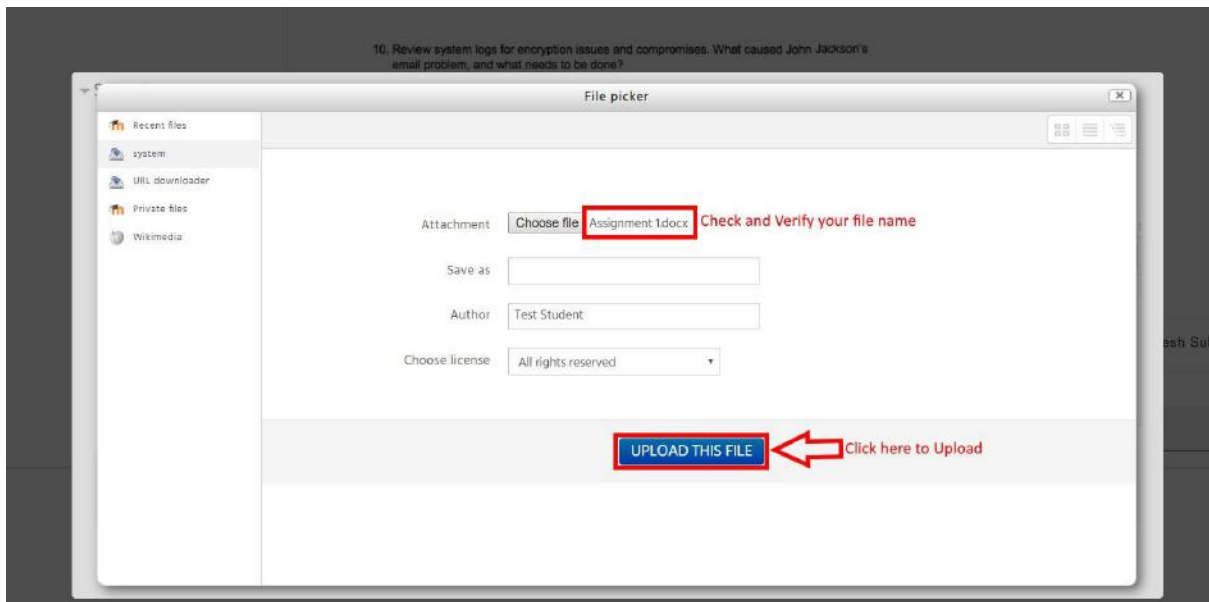 10. Review system logs for encryption issues and compromises. What caused John Jackson's
email problem, and what needs to be done?
File picker
Recent files
system
URL downloader
Private files
Wikimedia
Attachment Choose file Assignment 1.docx Check and Verify your file name
Save as
Author Test Student
Choose license All rights reserved
UPLOAD THIS FILE Click here to Upload